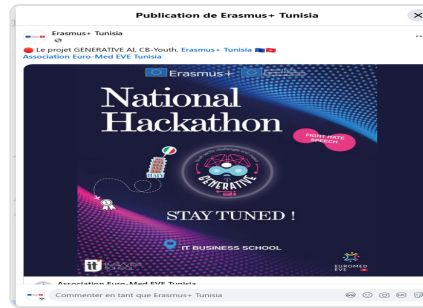 Publication de Erasmus+ Tunisia
Erasmus+ Tunisia
Le projet GENERATIVE AI, CB-Youth, Erasmus+ Tunisia
Association Euro-Med EVE Tunisia
Erasmus+
National
Hackathon
FIGHT HATE
SPEECH
GENERATIVE
STAY TUNED !
IT BUSINESS SCHOOL
it
EUROMED
EVE
Association Euro-Med EVE Tunisia
Commenter en tant que Erasmus+ Tunisia